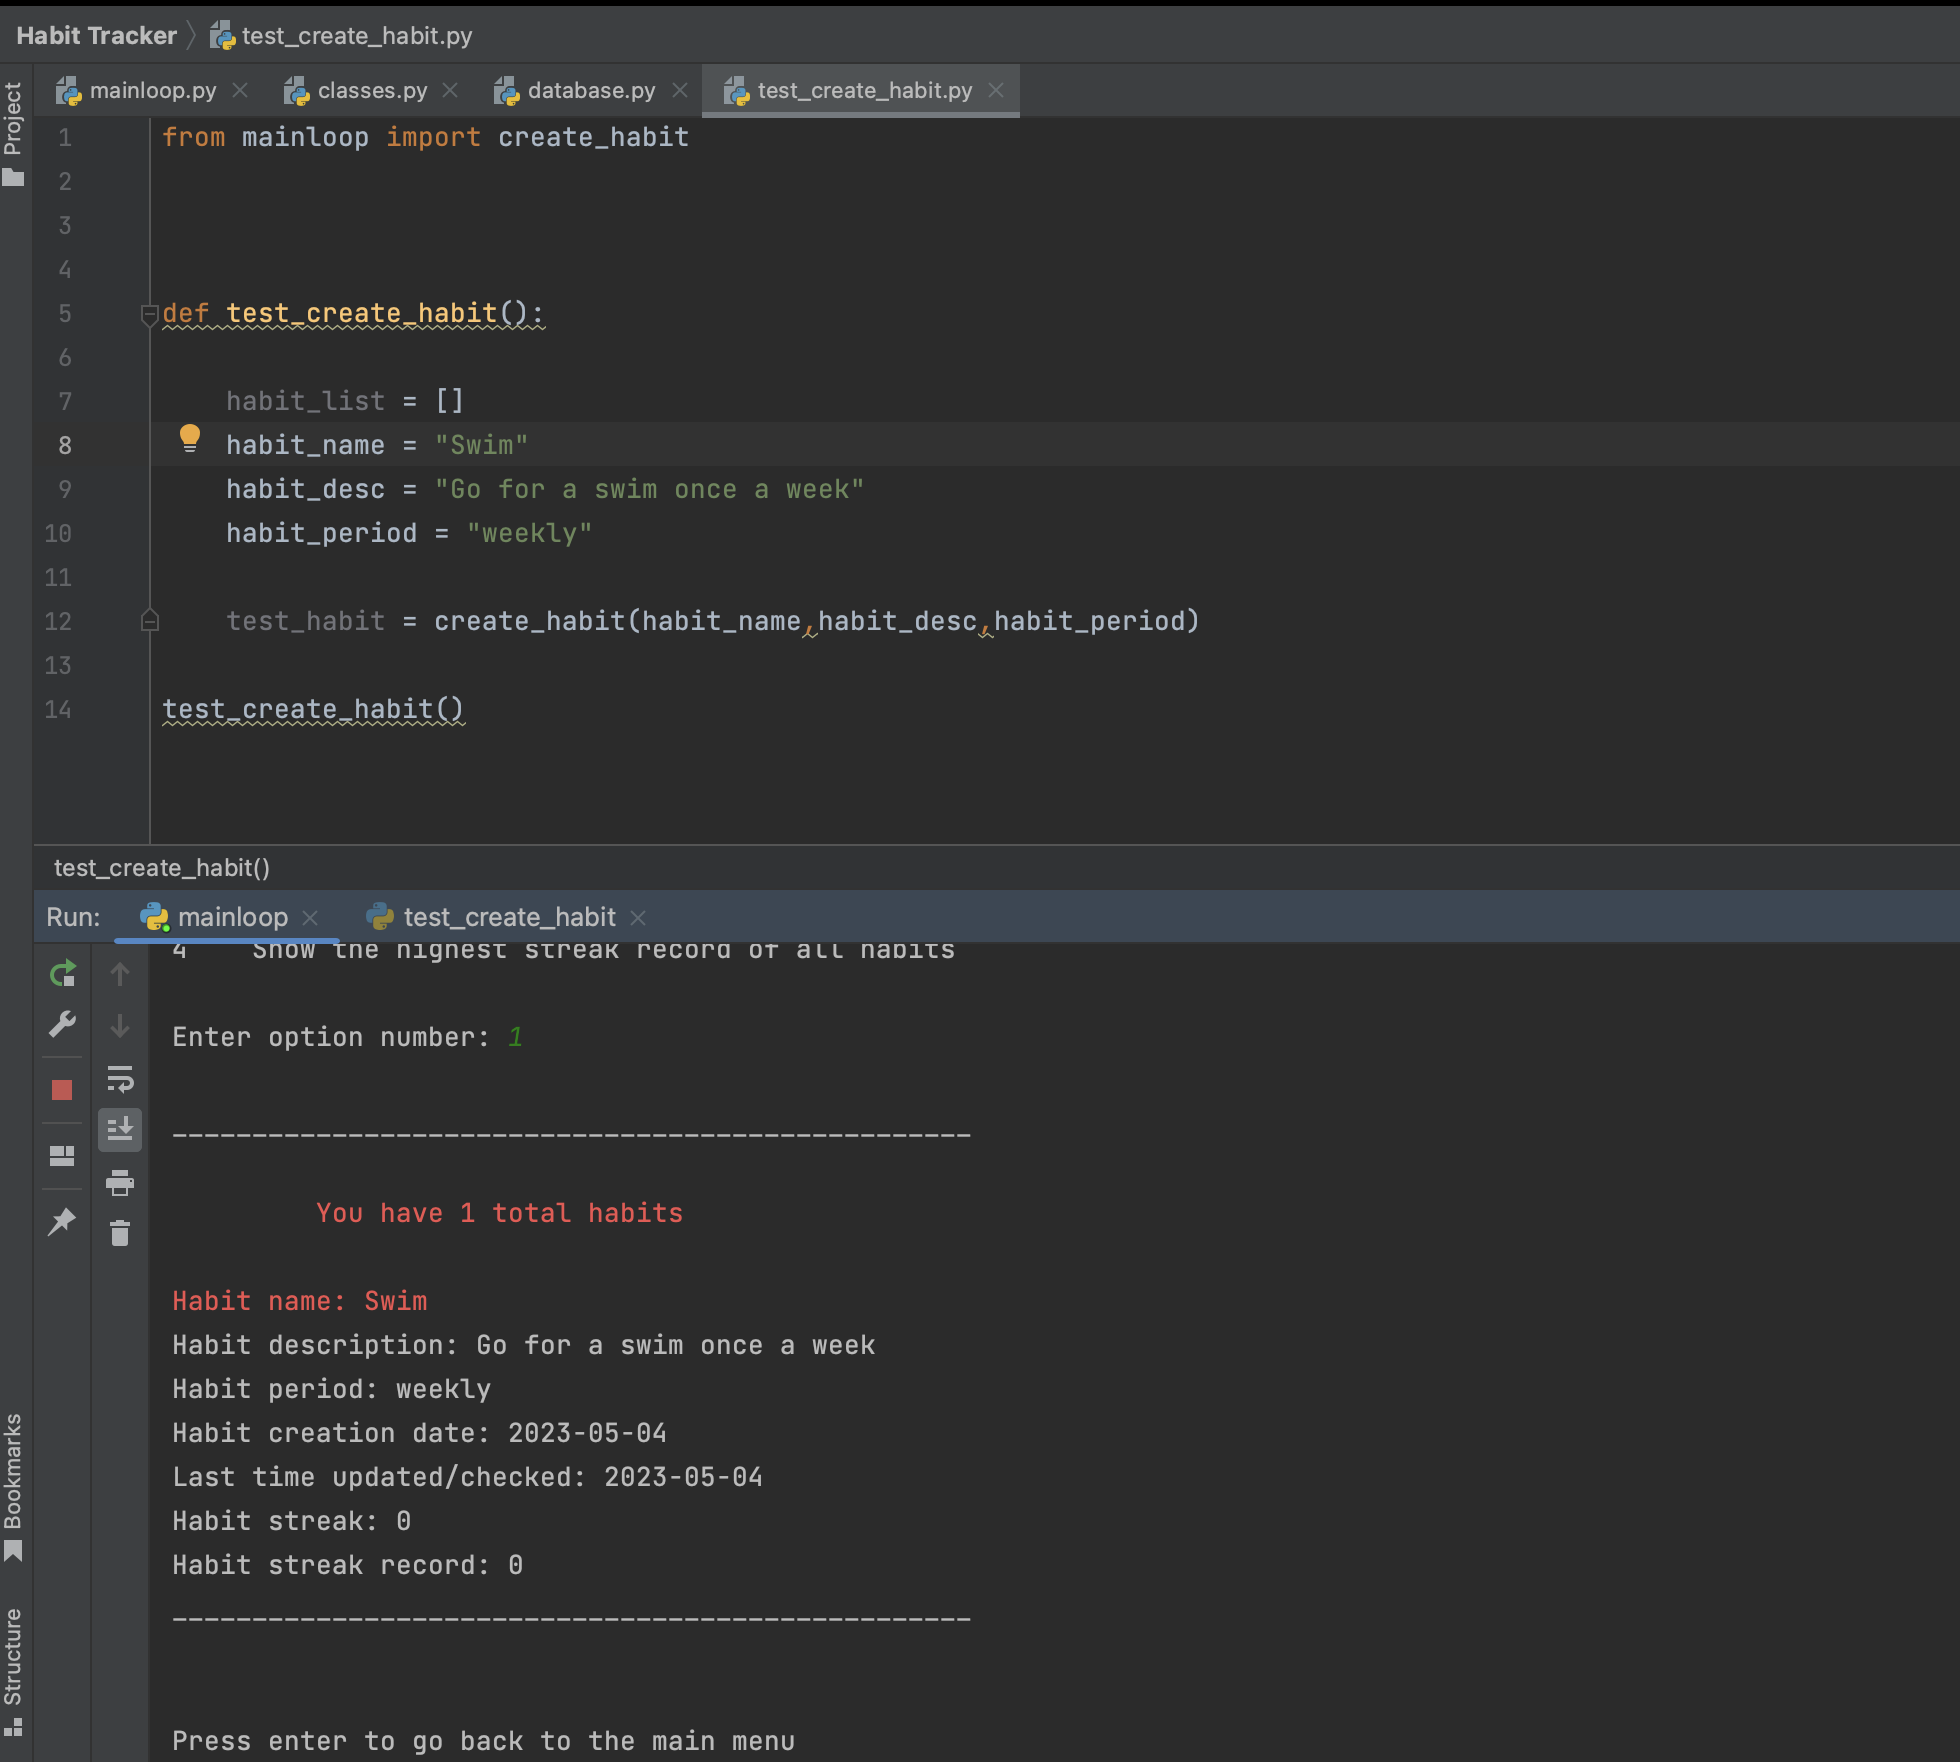 Habit Tracker test_create_habit.py
mainloop.py classes.py database.py test_create_habit.py
Project
1 from mainloop import create_habit
2
3
4
5 def test_create_habit():
6
7 habit_list = []
8 habit_name = "Swim"
9 habit_desc = "Go for a swim once a week"
10 habit_period = "weekly"
11
12 test_habit = create_habit(habit_name,habit_desc,habit_period)
13
14 test_create_habit()
test_create_habit()
Run: mainloop test_create_habit
4 Show the highest streak record of all habits
Enter option number: 1
--------------------------------------------------
You have 1 total habits
Habit name: Swim
Habit description: Go for a swim once a week
Habit period: weekly
Habit creation date: 2023-05-04
Last time updated/checked: 2023-05-04
Habit streak: 0
Habit streak record: 0
--------------------------------------------------
Press enter to go back to the main menu
Bookmarks
Structure